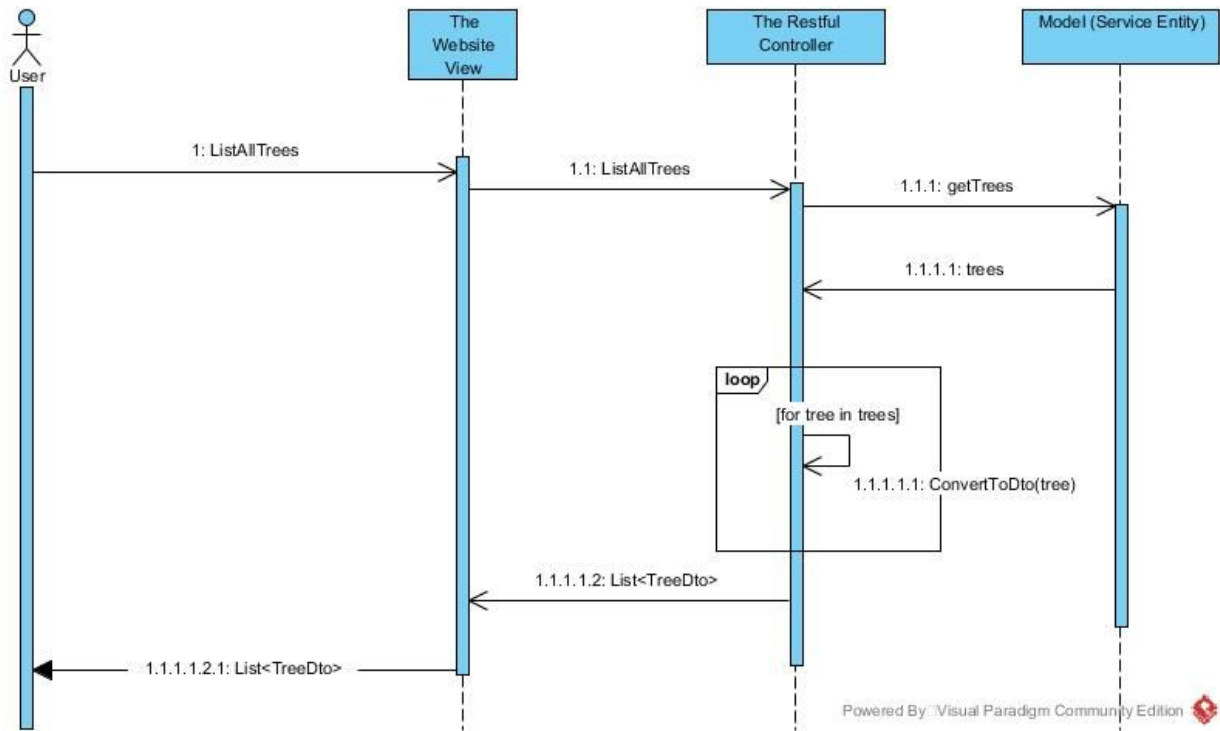 The
Website
View
The Restful
Controller
Model (Service Entity)
User
1: ListAllTrees
1.1: ListAllTrees
1.1.1: getTrees
1.1.1.1: trees
loop
[for tree in trees]
1.1.1.1.1: ConvertToDto(tree)
1.1.1.1.2: List<TreeDto>
1.1.1.1.2.1: List<TreeDto>
Powered By Visual Paradigm Community Edition